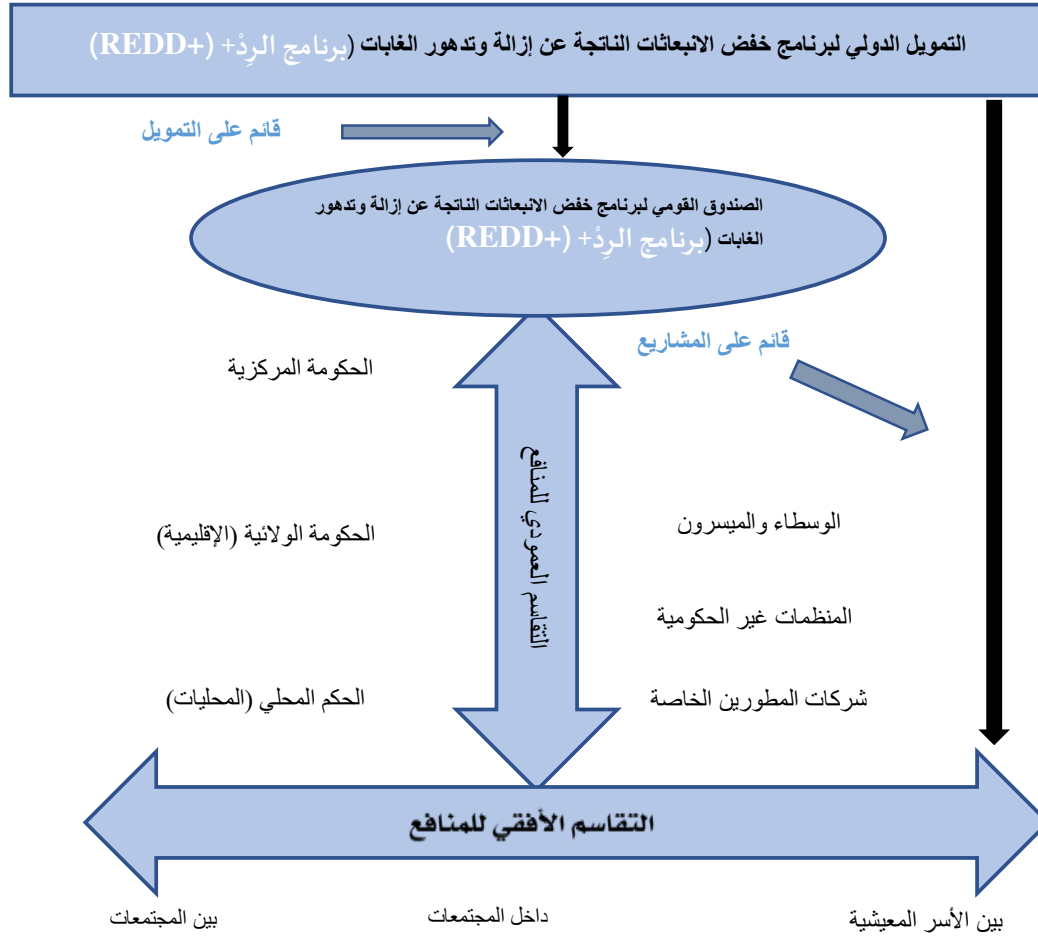 التمويل الدولي لبرنامج خفض الانبعاثات الناتجة عن إزالة وتدهور الغابات (برنامج الرِدْ+ (REDD+)
قائم على التمويل
الصندوق القومي لبرنامج خفض الانبعاثات الناتجة عن إزالة وتدهور
الغابات (برنامج الرِدْ+ (REDD+)
قائم على المشاريع
الحكومة المركزية
التقاسم العمودي للمنافع
الوسطاء والميسرون
الحكومة الولائية (الإقليمية)
المنظمات غير الحكومية
شركات المطورين الخاصة
الحكم المحلي (المحليات)
التقاسم الأفقي للمنافع
بين الأسر المعيشية
داخل المجتمعات
بين المجتمعات